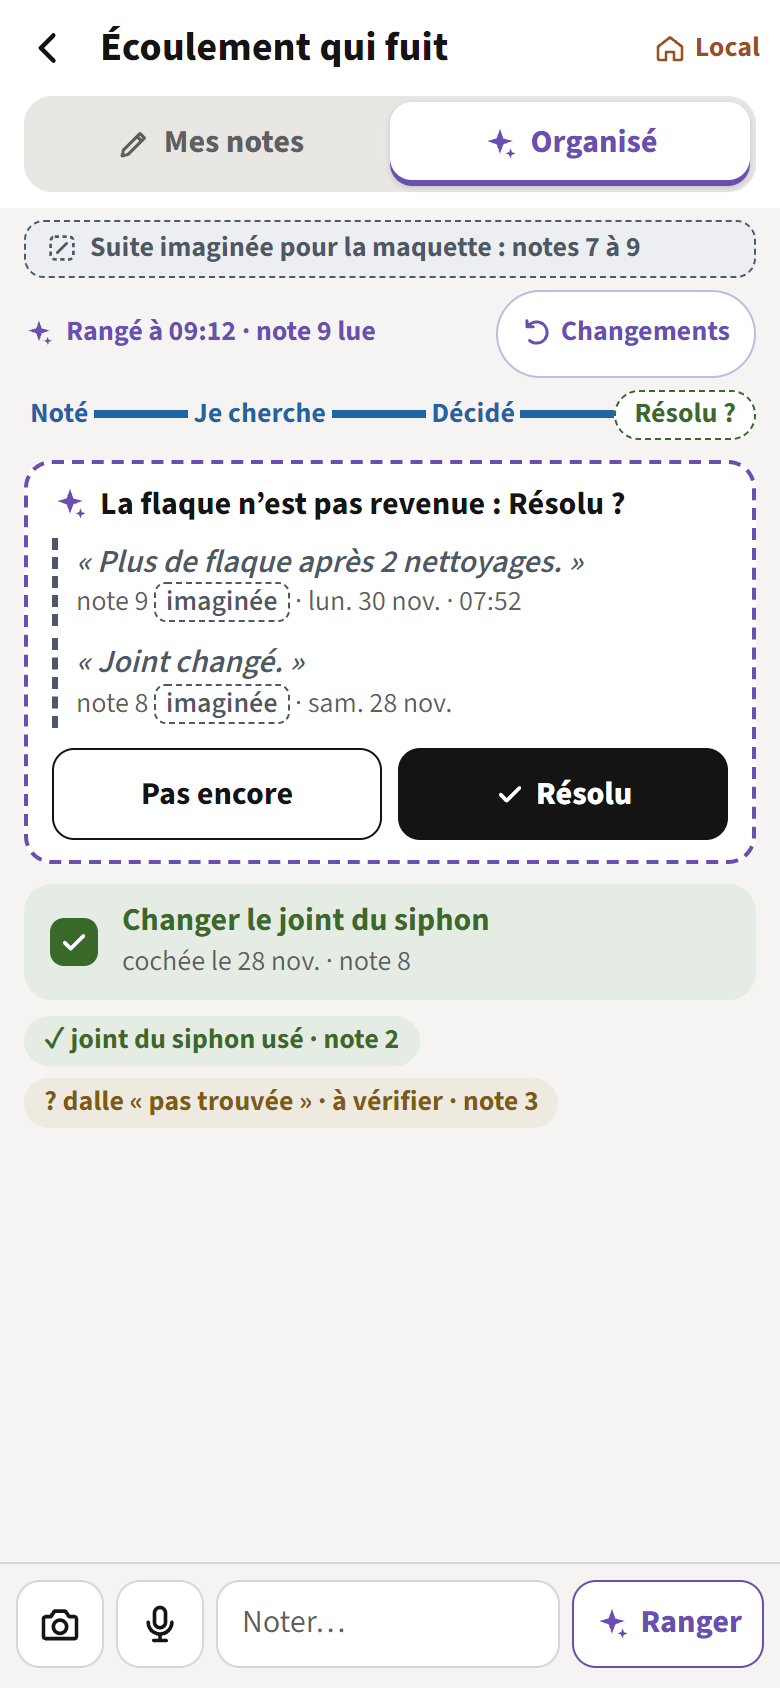 Écoulement qui fuit
Local
Mes notes
Organisé
Suite imaginée pour la maquette : notes 7 à 9
Rangé à 09:12 · note 9 lue
Changements
Noté
Je cherche
Décidé
Résolu ?
La flaque n’est pas revenue : Résolu ?
« Plus de flaque après 2 nettoyages. »
note 9 imaginée · lun. 30 nov. · 07:52
« Joint changé. »
note 8 imaginée · sam. 28 nov.
Pas encore
Résolu
Changer le joint du siphon
cochée le 28 nov. · note 8
✓ joint du siphon usé · note 2
? dalle « pas trouvée » · à vérifier · note 3
Noter…
Ranger